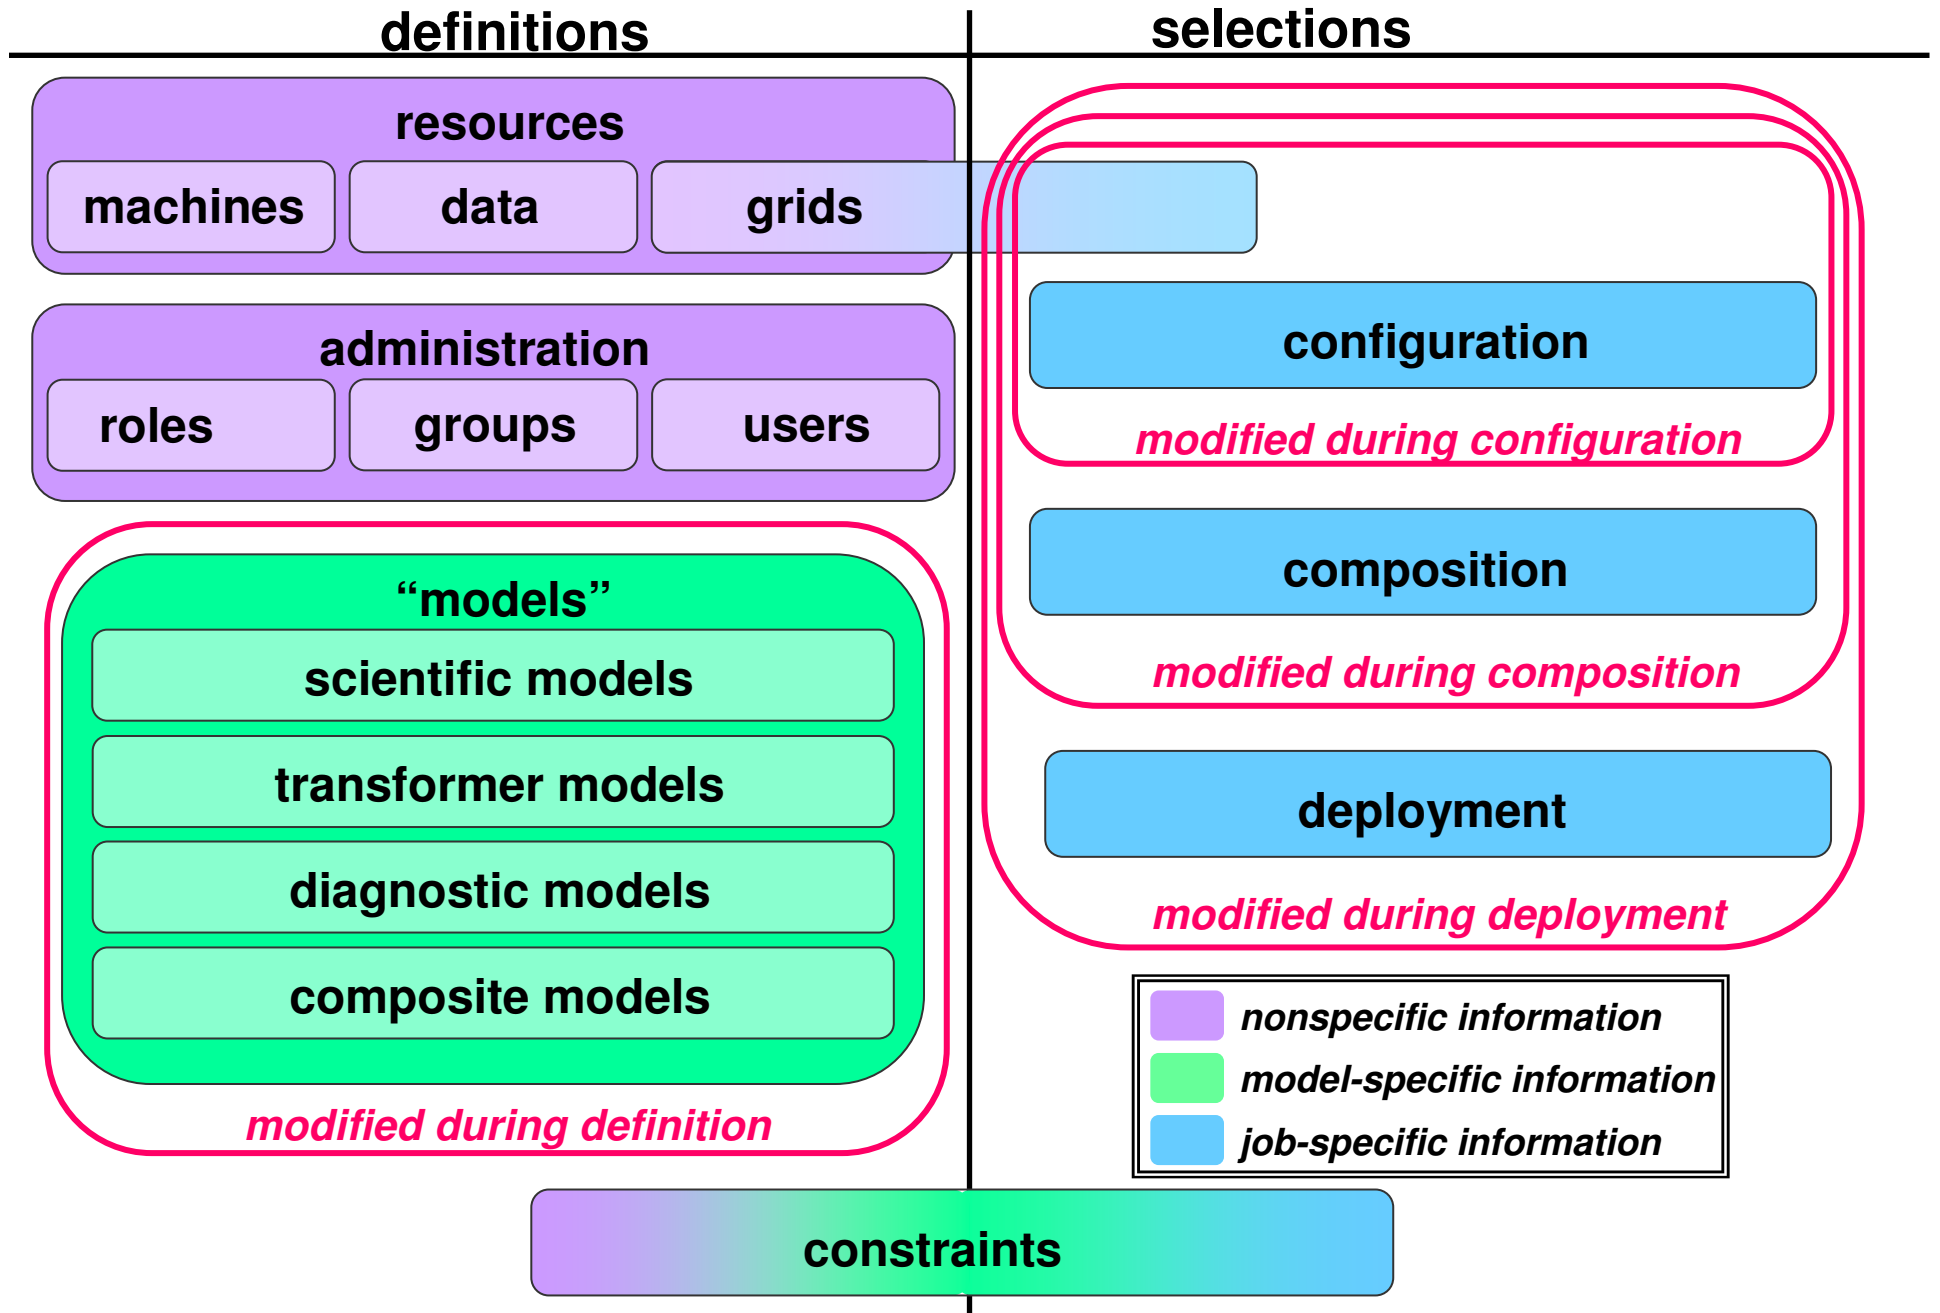 definitions
selections
resources
machines
data
grids
administration
roles
groups
users
“models”
scientific models
transformer models
diagnostic models
composite models
modified during definition
configuration
modified during configuration
composition
modified during composition
deployment
modified during deployment
nonspecific information
model-specific information
job-specific information
constraints